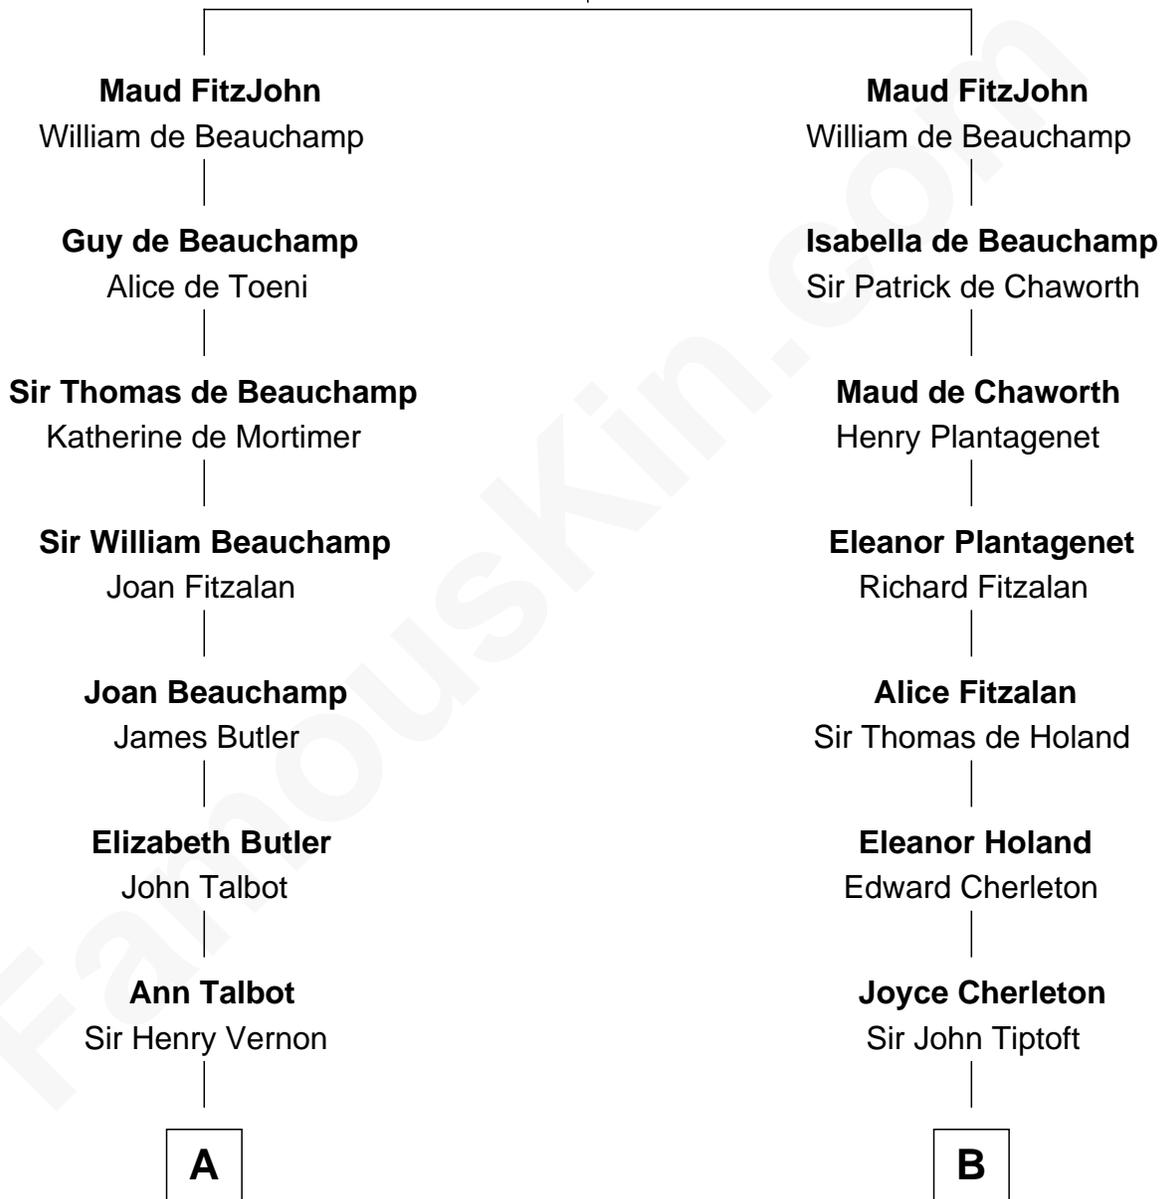 Maud FitzJohn
William de Beauchamp
Guy de Beauchamp
Alice de Toeni
Sir Thomas de Beauchamp
Katherine de Mortimer
Sir William Beauchamp
Joan Fitzalan
Joan Beauchamp
James Butler
Elizabeth Butler
John Talbot
Ann Talbot
Sir Henry Vernon
A
Maud FitzJohn
William de Beauchamp
Isabella de Beauchamp
Sir Patrick de Chaworth
Maud de Chaworth
Henry Plantagenet
Eleanor Plantagenet
Richard Fitzalan
Alice Fitzalan
Sir Thomas de Holand
Eleanor Holand
Edward Cherleton
Joyce Cherleton
Sir John Tiptoft
B
FamousKin.com